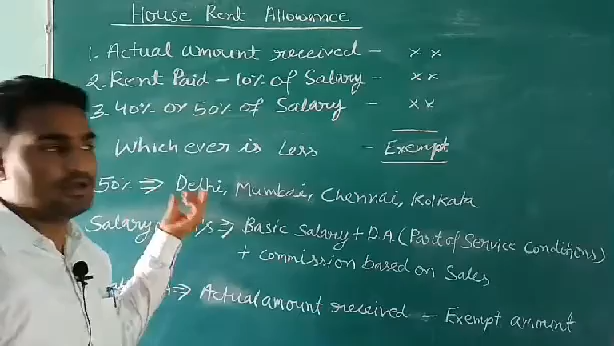 House Rent Allowance
1. Actual amount received - xx
2. Rent Paid - 10% of Salary - xx
3. 40% or 50% of Salary - xx
Whichever is less - Exempt
50% ⇒ Delhi, Mumbai, Chennai, Kolkata
Salary ⇒ Basic Salary + D.A (Part of Service conditions)
+ commission based on Sales
⇒ Actual amount received - Exempt amount